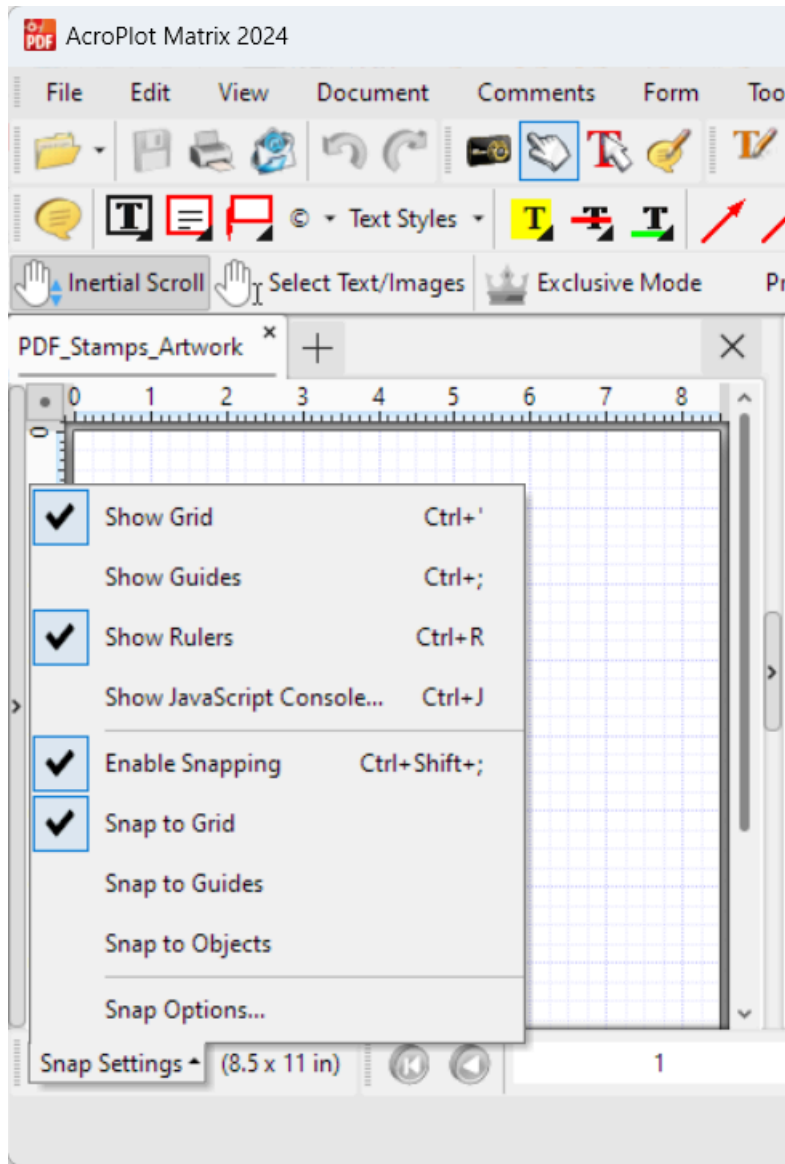 AcroPlot Matrix 2024
File Edit View Document Comments Form Too
T T
T © Text Styles T T T
Inertial Scroll Select Text/Images Exclusive Mode Pr
PDF_Stamps_Artwork
0 1 2 3 4 5 6 7 8
0
Show Grid Ctrl+'
Show Guides Ctrl+;
Show Rulers Ctrl+R
Show JavaScript Console... Ctrl+J
Enable Snapping Ctrl+Shift+;
Snap to Grid
Snap to Guides
Snap to Objects
Snap Options...
Snap Settings (8.5 x 11 in) 1